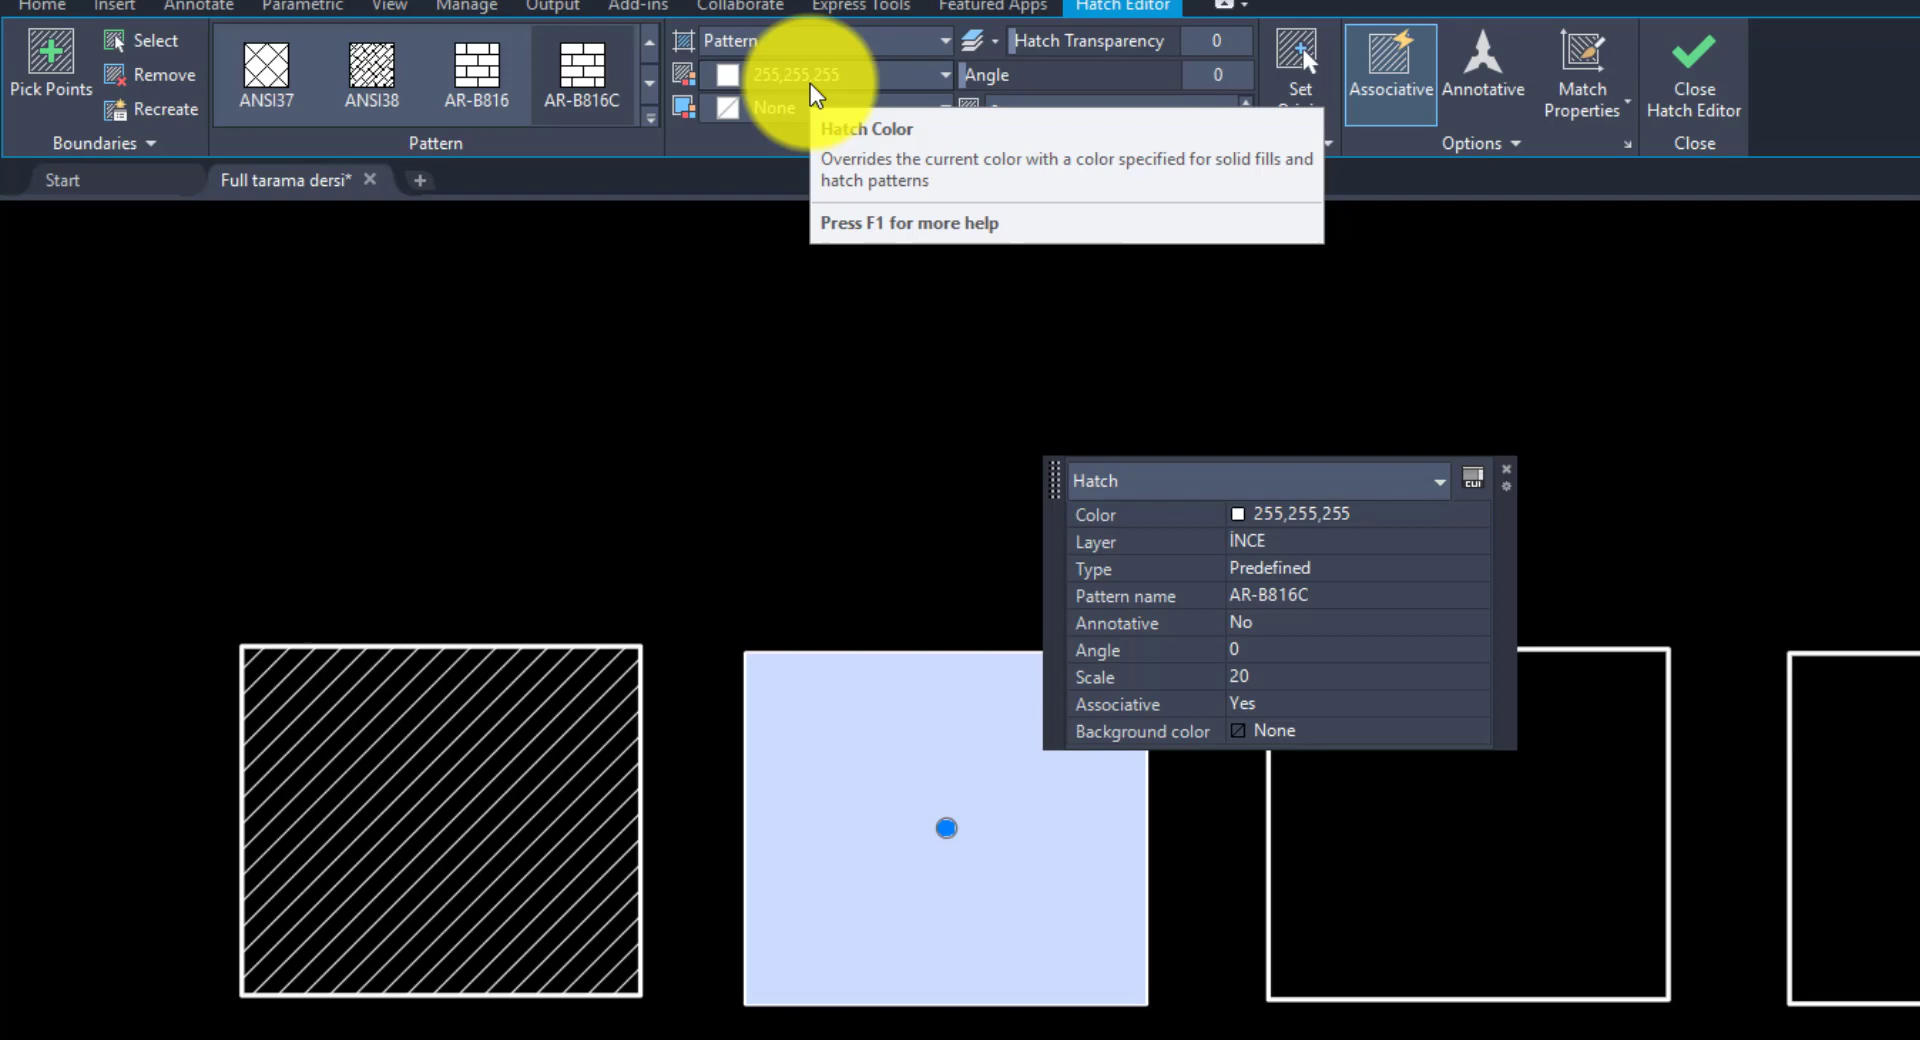 Home Insert Annotate Parametric View Manage Output Add-ins Collaborate Express Tools Featured Apps Hatch Editor
Pick Points
Select
Remove
Recreate
Boundaries
ANSI37
ANSI38
AR-B816
AR-B816C
Pattern
Pattern
255,255,255
None
Hatch Transparency 0
Angle 0
Set
Associative
Annotative
Match
Properties
Options
Close
Hatch Editor
Close
Hatch Color
Overrides the current color with a color specified for solid fills and
hatch patterns
Press F1 for more help
Start
Full tarama dersi*
Hatch
CUI
Color 255,255,255
Layer İNCE
Type Predefined
Pattern name AR-B816C
Annotative No
Angle 0
Scale 20
Associative Yes
Background color None